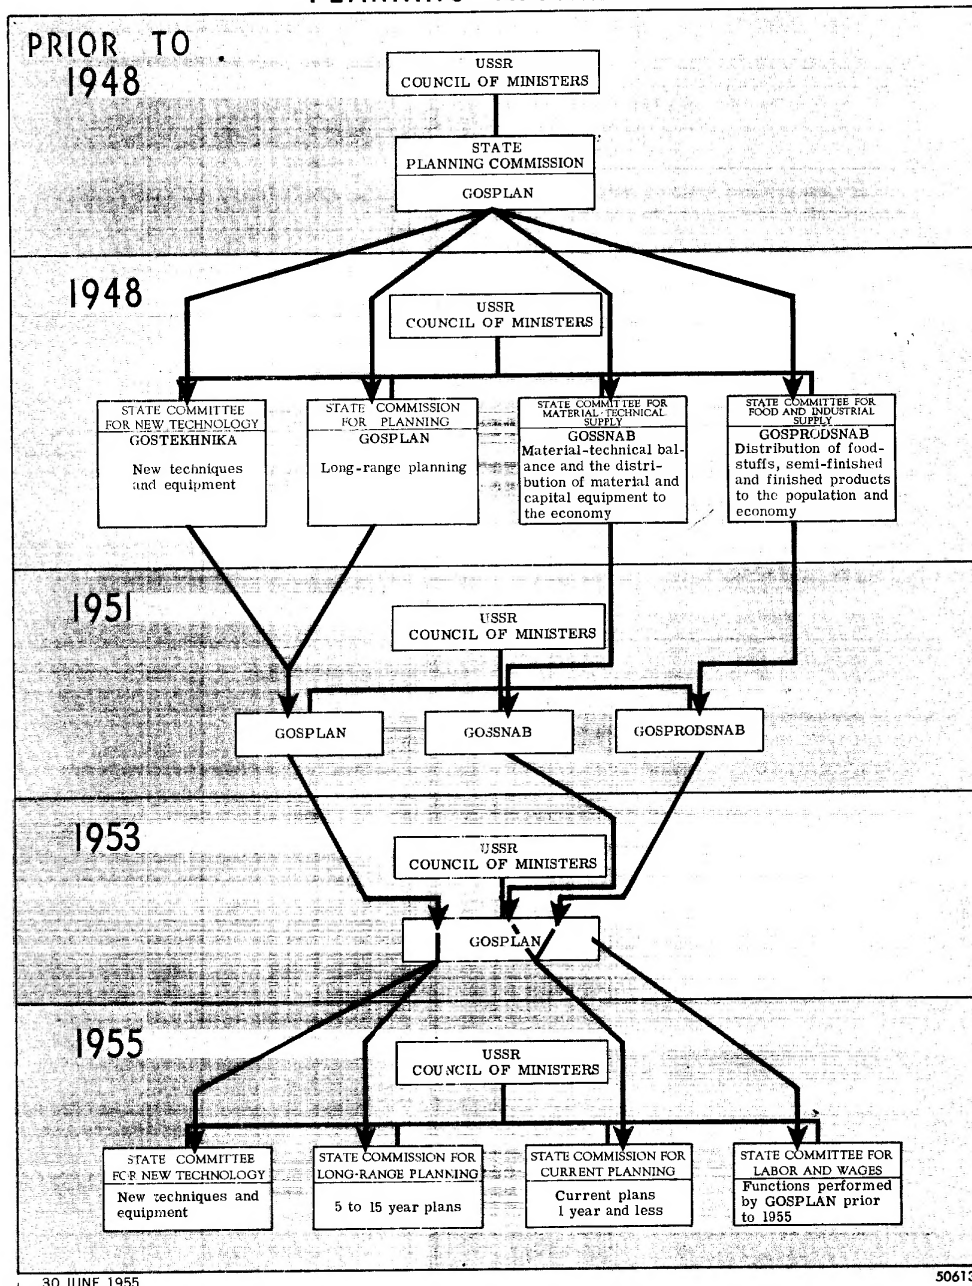 PRIOR TO
1948
USSR
COUNCIL OF MINISTERS
STATE
PLANNING COMMISSION
GOSPLAN
1948
USSR
COUNCIL OF MINISTERS
STATE COMMITTEE
FOR NEW TECHNOLOGY
GOSTEKHNIKA
New techniques
and equipment
STATE COMMISSION
FOR PLANNING
GOSPLAN
Long-range planning
STATE COMMITTEE FOR
MATERIAL-TECHNICAL
SUPPLY
GOSSNAB
Material-technical bal-
ance and the distri-
bution of material and
capital equipment to
the economy
STATE COMMITTEE FOR
FOOD AND INDUSTRIAL
SUPPLY
GOSPRODSNAB
Distribution of food-
stuffs, semi-finished
and finished products
to the population and
economy
1951
USSR
COUNCIL OF MINISTERS
GOSPLAN
GOSSNAB
GOSPRODSNAB
1953
USSR
COUNCIL OF MINISTERS
GOSPLAN
1955
USSR
COUNCIL OF MINISTERS
STATE COMMITTEE
FOR NEW TECHNOLOGY
New techniques and
equipment
STATE COMMISSION FOR
LONG-RANGE PLANNING
5 to 15 year plans
STATE COMMISSION FOR
CURRENT PLANNING
Current plans
1 year and less
STATE COMMITTEE FOR
LABOR AND WAGES
Functions performed
by GOSPLAN prior
to 1955
30 JUNE 1955
50613